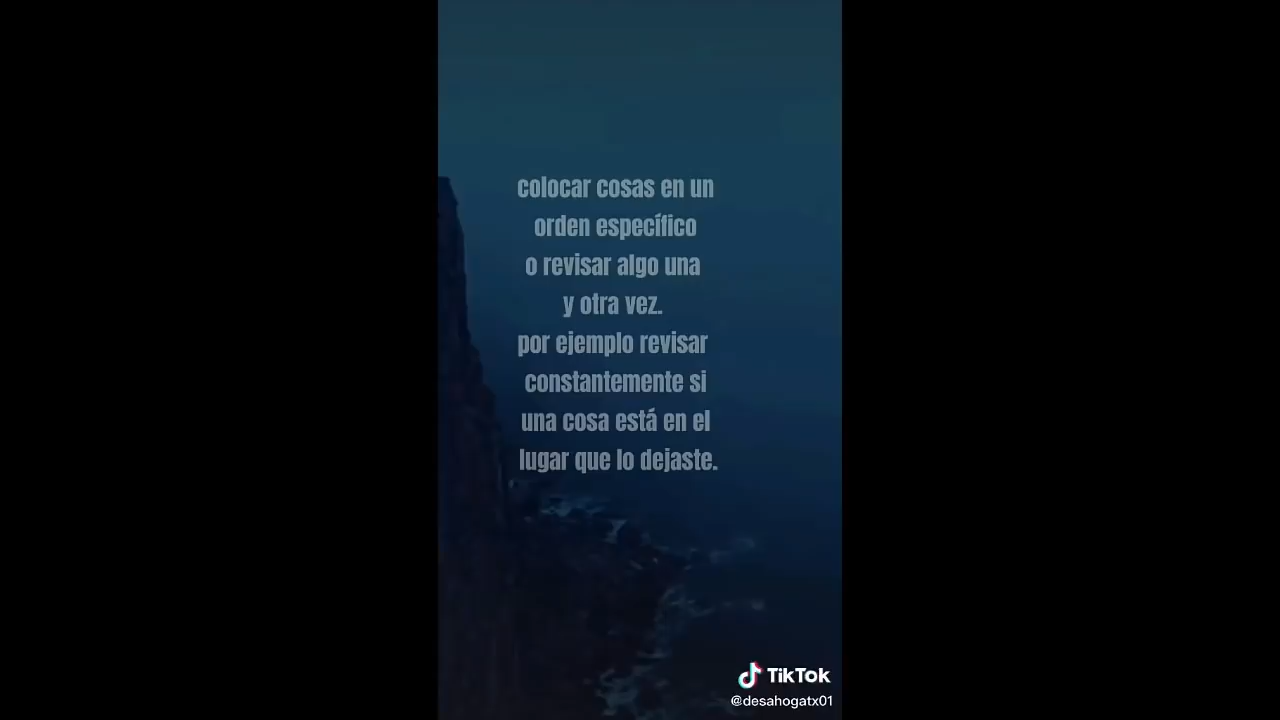 colocar cosas en un
orden específico
o revisar algo una
y otra vez.
por ejemplo revisar
constantemente si
una cosa está en el
lugar que lo dejaste.
TikTok
@desahogatx01